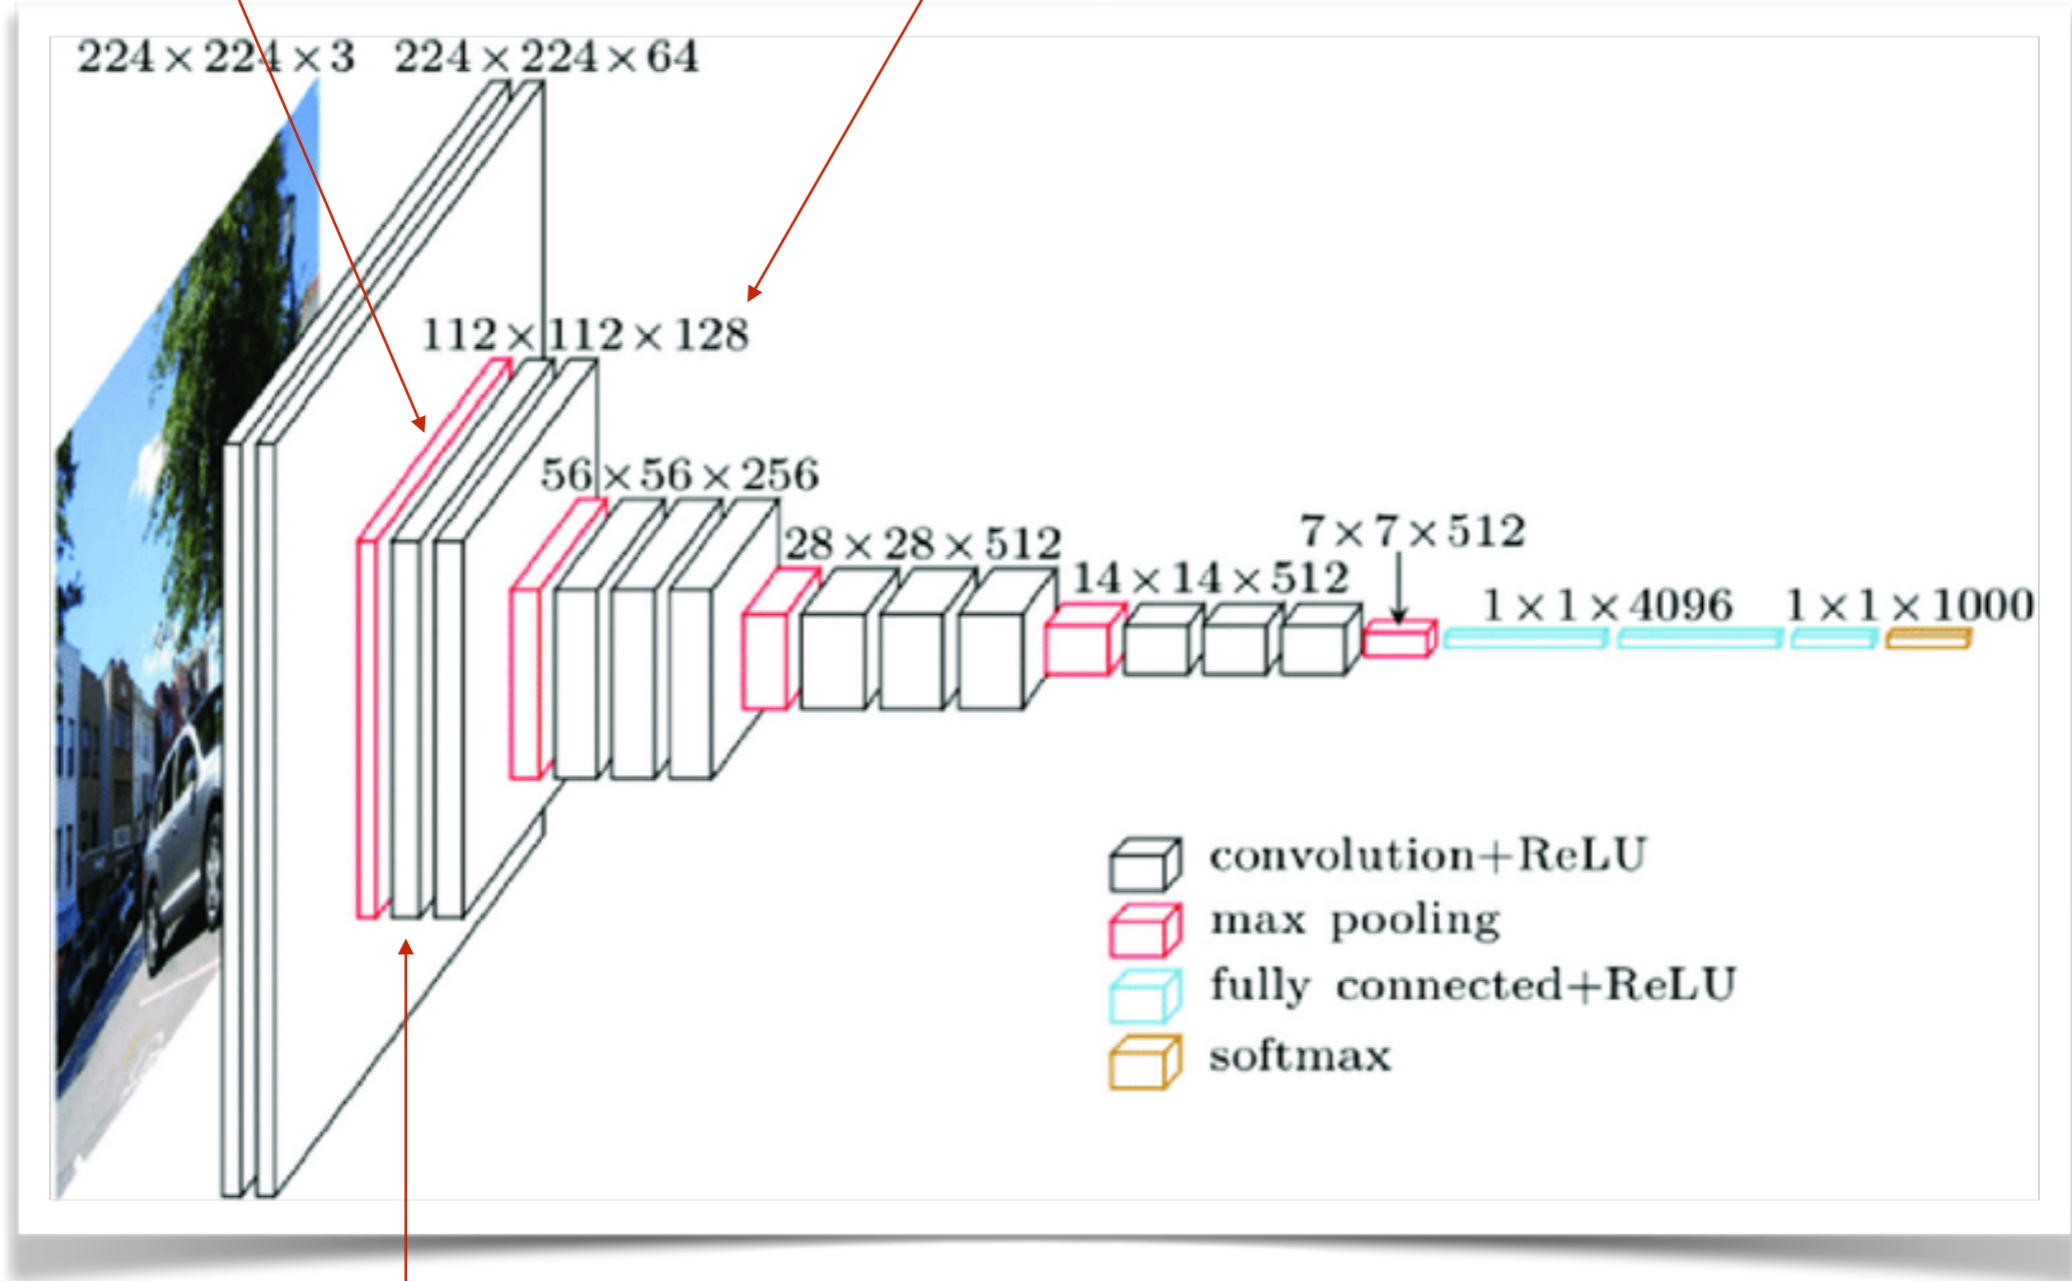 224×224×3 224×224×64
112×112×128
56×56×256
28×28×512
14×14×512
7×7×512
1×1×4096 1×1×1000
convolution+ReLU
max pooling
fully connected+ReLU
softmax